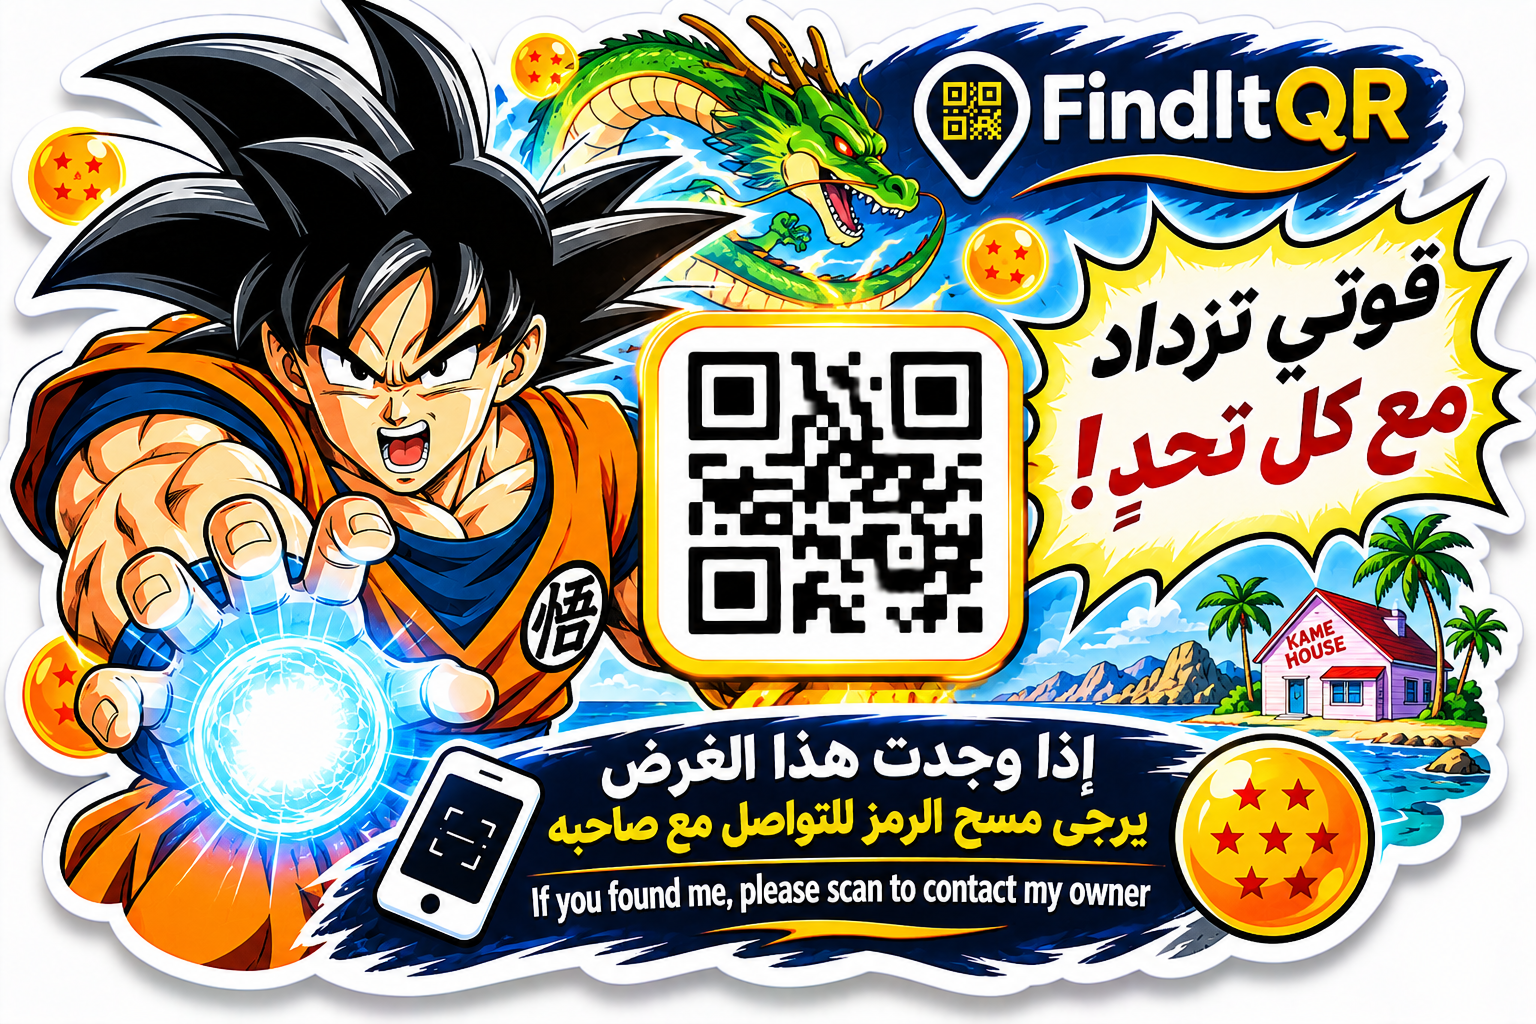 FindItQR
قوتي تزداد
مع كل تحدٍ!
悟
KAME
HOUSE
إذا وجدت هذا الغرض
يرجى مسح الرمز للتواصل مع صاحبه
If you found me, please scan to contact my owner